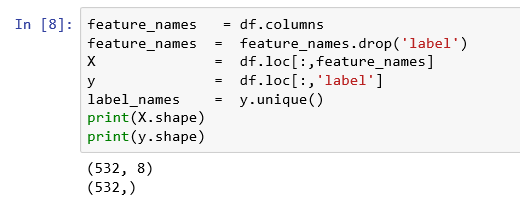 In [8]: feature_names   = df.columns
feature_names  =  feature_names.drop('label')
X              =  df.loc[:,feature_names]
y              =  df.loc[:,'label']
label_names    =  y.unique()
print(X.shape)
print(y.shape)
(532, 8)
(532,)